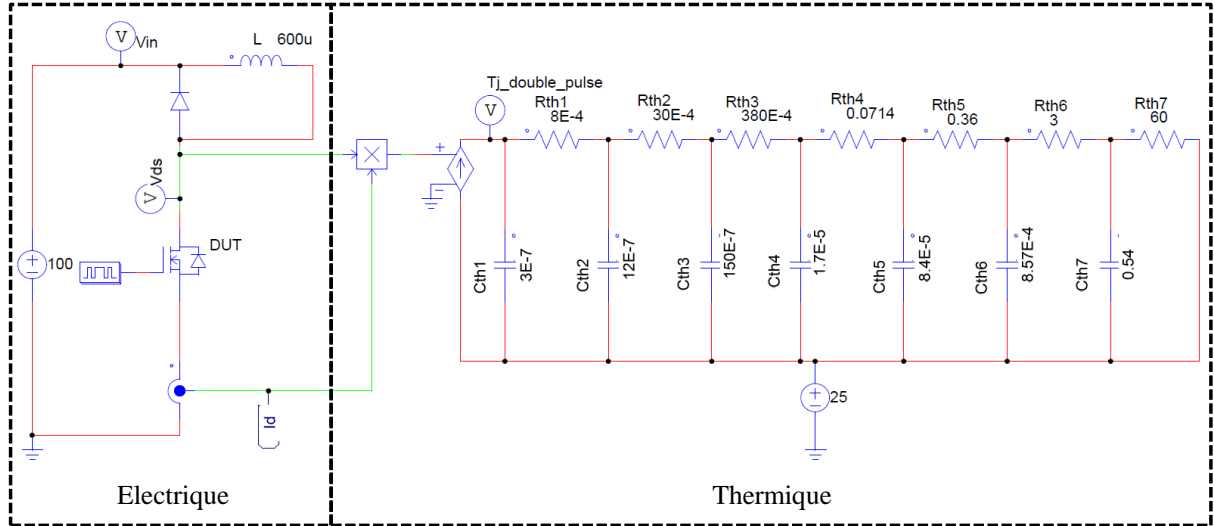 V
Vin
L 600u
Vds
V
DUT
100
Id
Electrique
Tj_double_pulse
V
Rth1
8E-4
Rth2
30E-4
Rth3
380E-4
Rth4
0.0714
Rth5
0.36
Rth6
3
Rth7
60
Cth1
3E-7
Cth2
12E-7
Cth3
150E-7
Cth4
1.7E-5
Cth5
8.4E-5
Cth6
8.57E-4
Cth7
0.54
25
Thermique